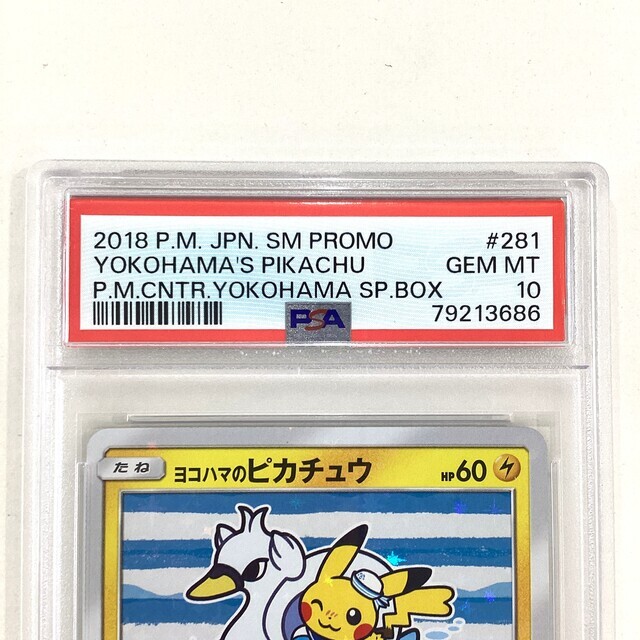 2018 P.M. JPN. SM PROMO #281
YOKOHAMA'S PIKACHU GEM MT
P.M.CNTR.YOKOHAMA SP.BOX 10
PSA 79213686
たね ヨコハマのピカチュウ HP60